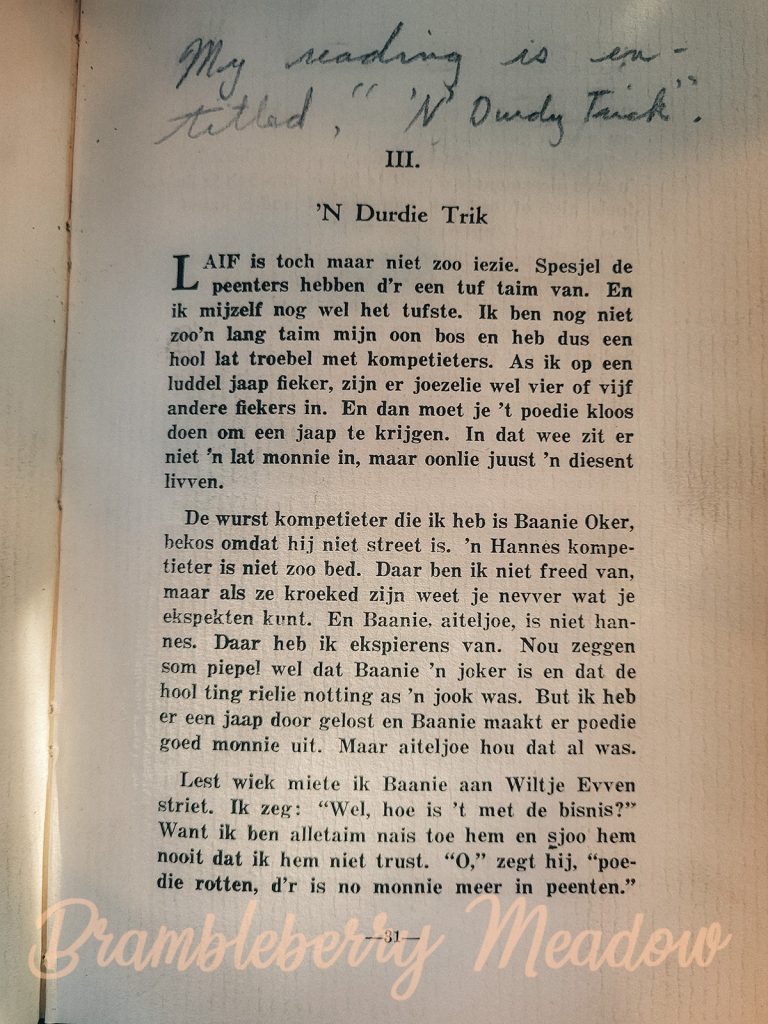 My reading is en-
titled, "'N' Durdy Trick".
III.
'N Durdie Trik
LAIF is toch maar niet zoo iezie. Spesjel de
peenters hebben d'r een tuf taim van. En
ik mijzelf nog wel het tufste. Ik ben nog niet
zoo'n lang taim mijn oon bos en heb dus een
hool lat troebel met kompetieters. As ik op een
luddel jaap fieker, zijn er joezelie wel vier of vijf
andere fiekers in. En dan moet je 't poedie kloos
doen om een jaap te krijgen. In dat wee zit er
niet 'n lat monnie in, maar oonlie juust 'n diesent
livven.
De wurst kompetieter die ik heb is Baanie Oker,
bekos omdat hij niet street is. 'n Hannes kompe-
tieter is niet zoo bed. Daar ben ik niet freed van,
maar als ze kroeked zijn weet je nevver wat je
ekspekten kunt. En Baanie, aiteljoe, is niet han-
nes. Daar heb ik ekspierens van. Nou zeggen
som piepel wel dat Baanie 'n joker is en dat de
hool ting rielie notting as 'n jook was. But ik heb
er een jaap door gelost en Baanie maakt er poedie
goed monnie uit. Maar aiteljoe hou dat al was.
Lest wiek miete ik Baanie aan Wiltje Evven
striet. Ik zeg: "Wel, hoe is 't met de bisnis?"
Want ik ben alletaim nais toe hem en sjoo hem
nooit dat ik hem niet trust. "O," zegt hij, "poe-
die rotten, d'r is no monnie meer in peenten."
—31—
Brambleberry Meadow